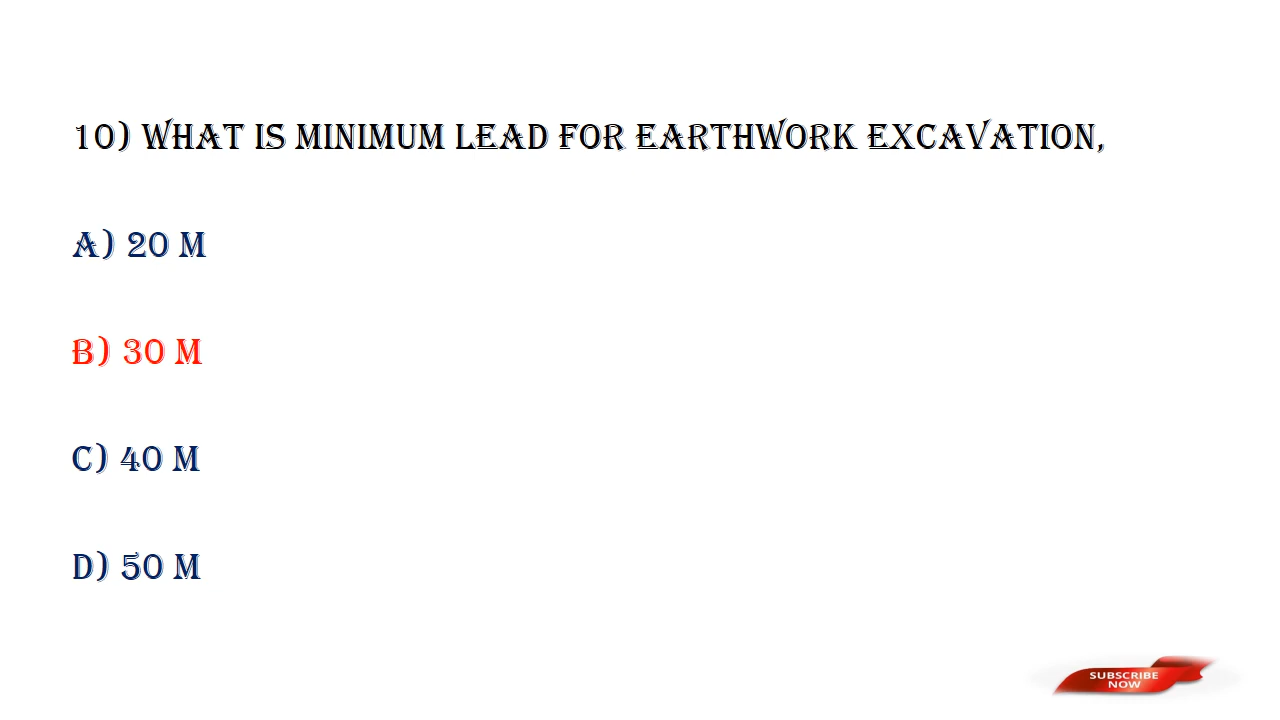 10) WHAT IS MINIMUM LEAD FOR EARTHWORK EXCAVATION,
A) 20 M
B) 30 M
C) 40 M
D) 50 M
SUBSCRIBE
NOW